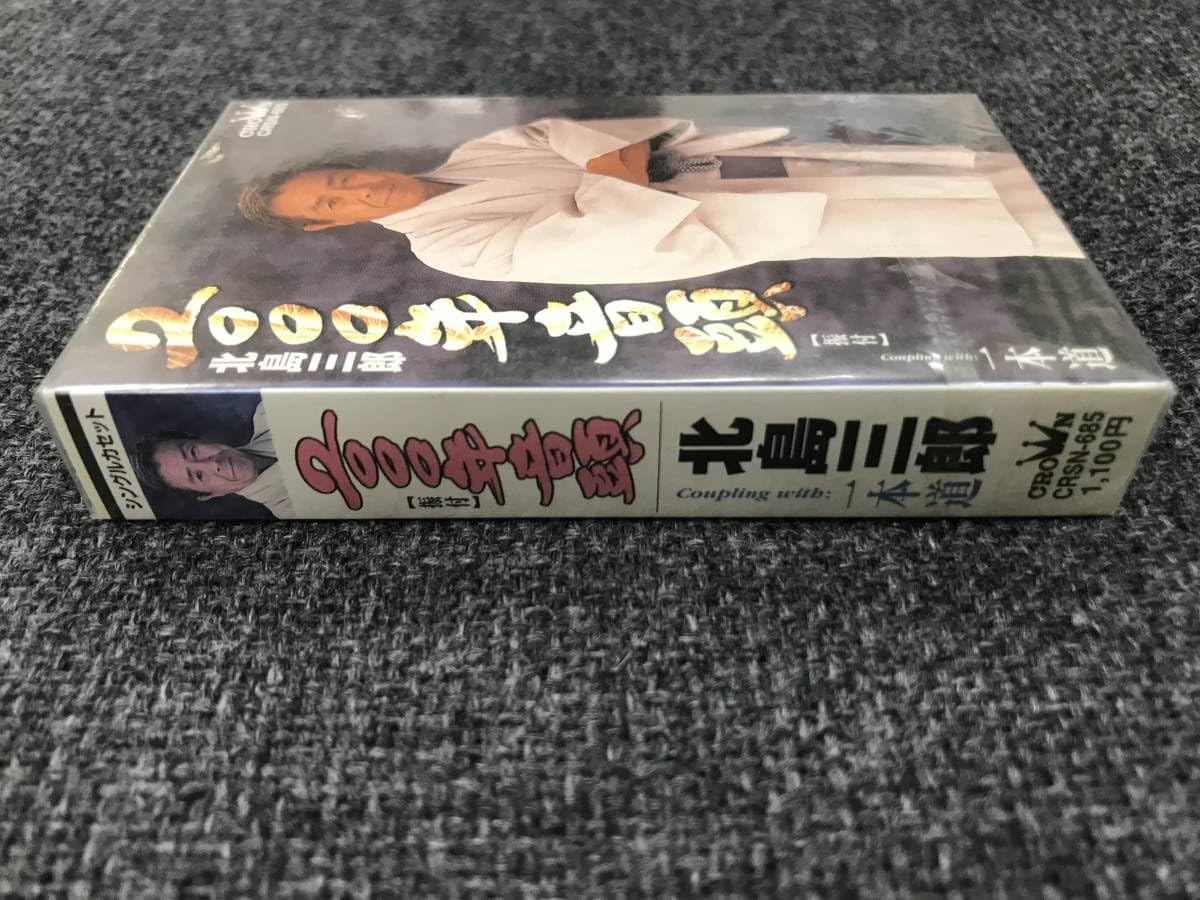 CROWN
2000年音頭
北島三郎
【振付】
Coupling with: 一本道
シングルカセット
2000年音頭
【振付】
北島三郎
Coupling with: 一本道
CROWN
CRSN-685
1,100円